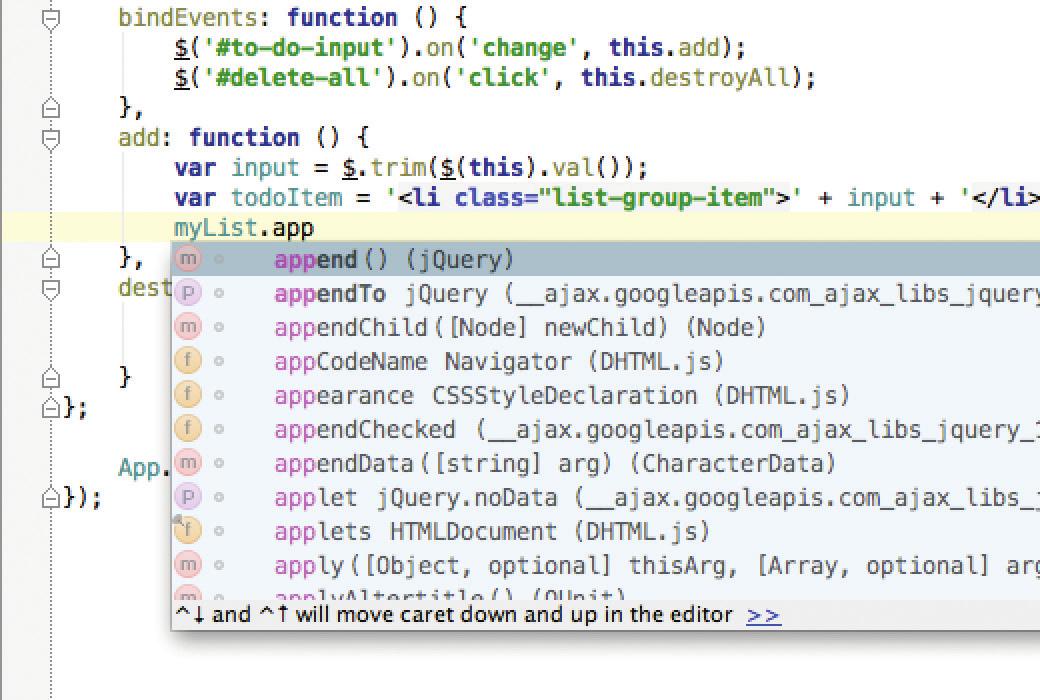 bindEvents: function () {
$('#to-do-input').on('change', this.add);
$('#delete-all').on('click', this.destroyAll);
},
add: function () {
var input = $.trim($(this).val());
var todoItem = '<li class="list-group-item">' + input + '</li>
myList.app
},
m append() (jQuery)
dest
P appendTo jQuery (__ajax.googleapis.com_ajax_libs_jquery
m appendChild([Node] newChild) (Node)
f appCodeName Navigator (DHTML.js)
}
f appearance CSSStyleDeclaration (DHTML.js)
};
f appendChecked (__ajax.googleapis.com_ajax_libs_jquery_1
App.
m appendData([string] arg) (CharacterData)
});
P applet jQuery.noData (__ajax.googleapis.com_ajax_libs_j
f applets HTMLDocument (DHTML.js)
m apply([Object, optional] thisArg, [Array, optional] arg
m applyAltertitle() (QUnit)
^↓ and ^↑ will move caret down and up in the editor >>